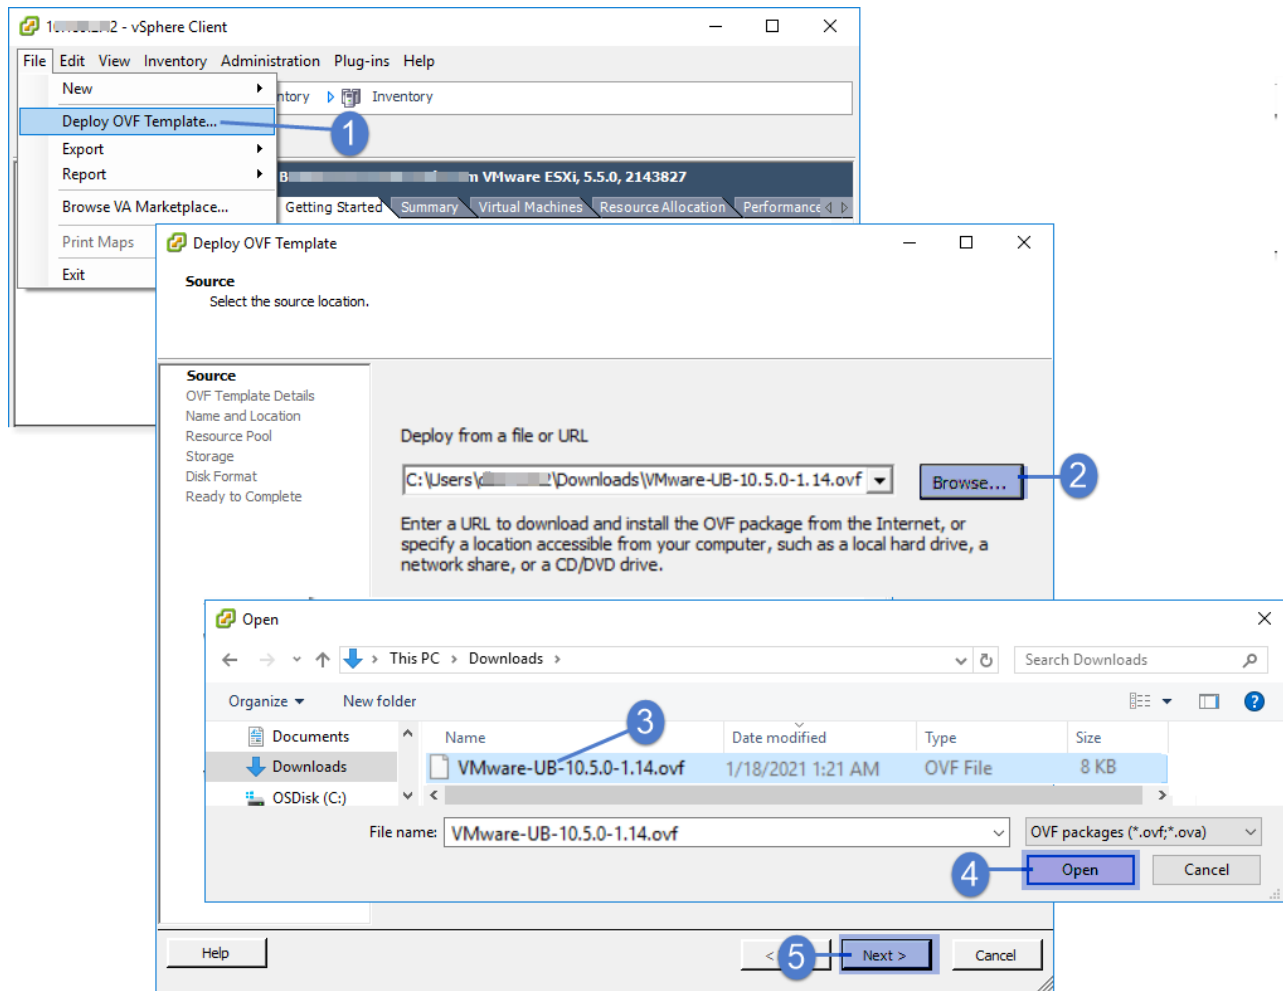 - vSphere Client
File Edit View Inventory Administration Plug-ins Help
New
Inventory
Deploy OVF Template...
1
Export
Report
VMware ESXi, 5.5.0, 2143827
Browse VA Marketplace...
Getting Started Summary Virtual Machines Resource Allocation Performance
Print Maps
Exit
Deploy OVF Template
Source
Select the source location.
Source
OVF Template Details
Name and Location
Resource Pool
Storage
Disk Format
Ready to Complete
Deploy from a file or URL
C:\Users\ \Downloads\VMware-UB-10.5.0-1.14.ovf
Browse...
2
Enter a URL to download and install the OVF package from the Internet, or
specify a location accessible from your computer, such as a local hard drive, a
network share, or a CD/DVD drive.
Open
This PC > Downloads >
Search Downloads
Organize New folder
3
Documents
Downloads
OSDisk (C:)
Name Date modified Type Size
VMware-UB-10.5.0-1.14.ovf 1/18/2021 1:21 AM OVF File 8 KB
File name: VMware-UB-10.5.0-1.14.ovf OVF packages (*.ovf;*.ova)
4
Open Cancel
Help
< 5 Next > Cancel